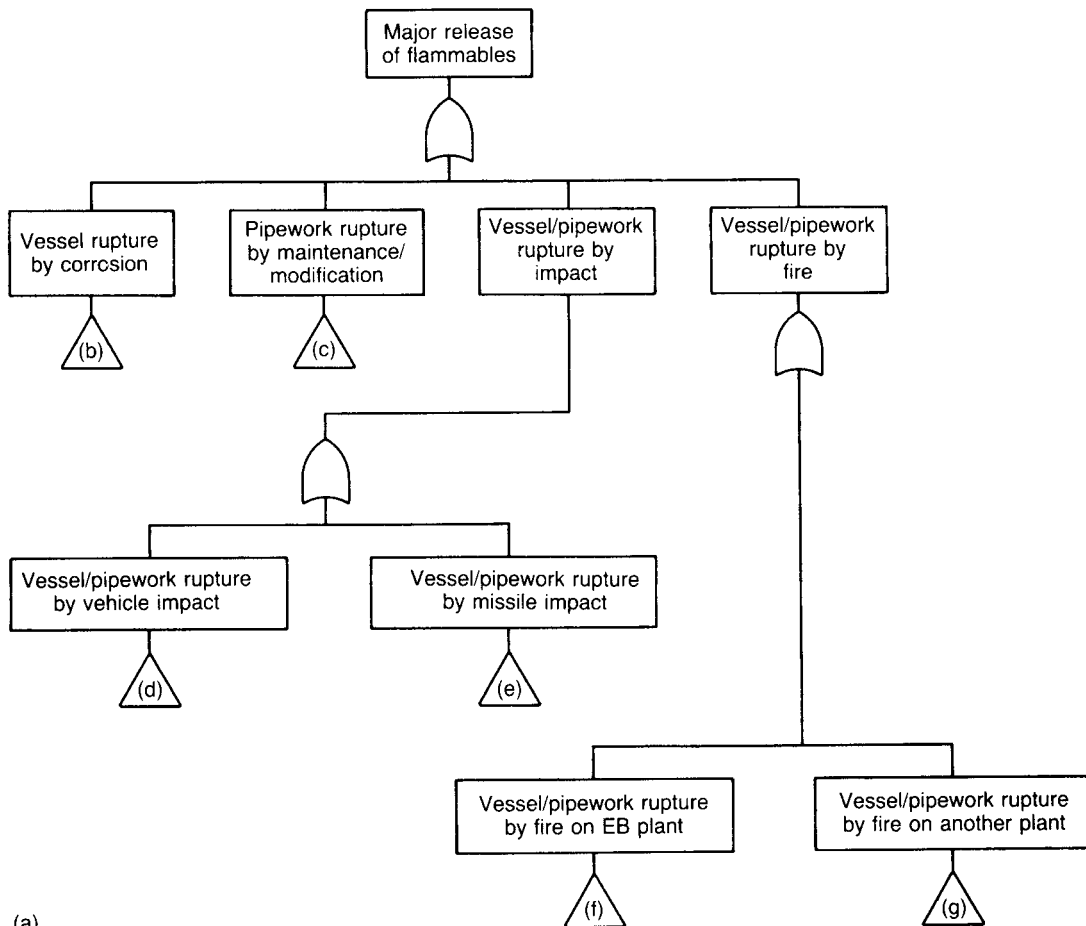 Major release
of flammables
Vessel rupture
by corrosion
Pipework rupture
by maintenance/
modification
Vessel/pipework
rupture by
impact
Vessel/pipework
rupture by
fire
(b)
(c)
Vessel/pipework rupture
by vehicle impact
Vessel/pipework rupture
by missile impact
(d)
(e)
Vessel/pipework rupture
by fire on EB plant
Vessel/pipework rupture
by fire on another plant
(f)
(g)
(a)